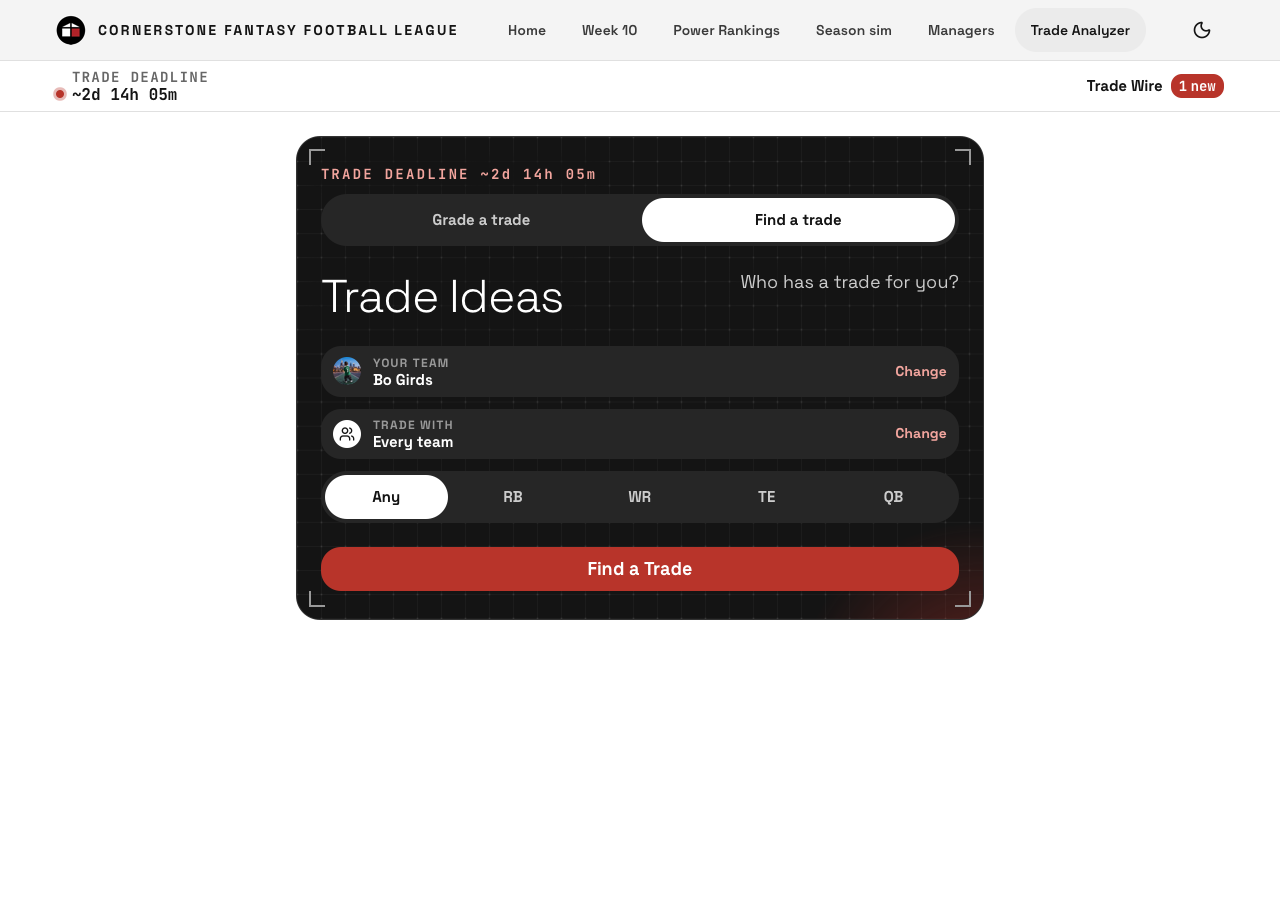 CORNERSTONE FANTASY FOOTBALL LEAGUE
Home
Week 10
Power Rankings
Season sim
Managers
Trade Analyzer
TRADE DEADLINE
~2d 14h 05m
Trade Wire
1 new
TRADE DEADLINE ~2d 14h 05m
Grade a trade
Find a trade
Trade Ideas
Who has a trade for you?
YOUR TEAM
Bo Girds
Change
TRADE WITH
Every team
Change
Any
RB
WR
TE
QB
Find a Trade